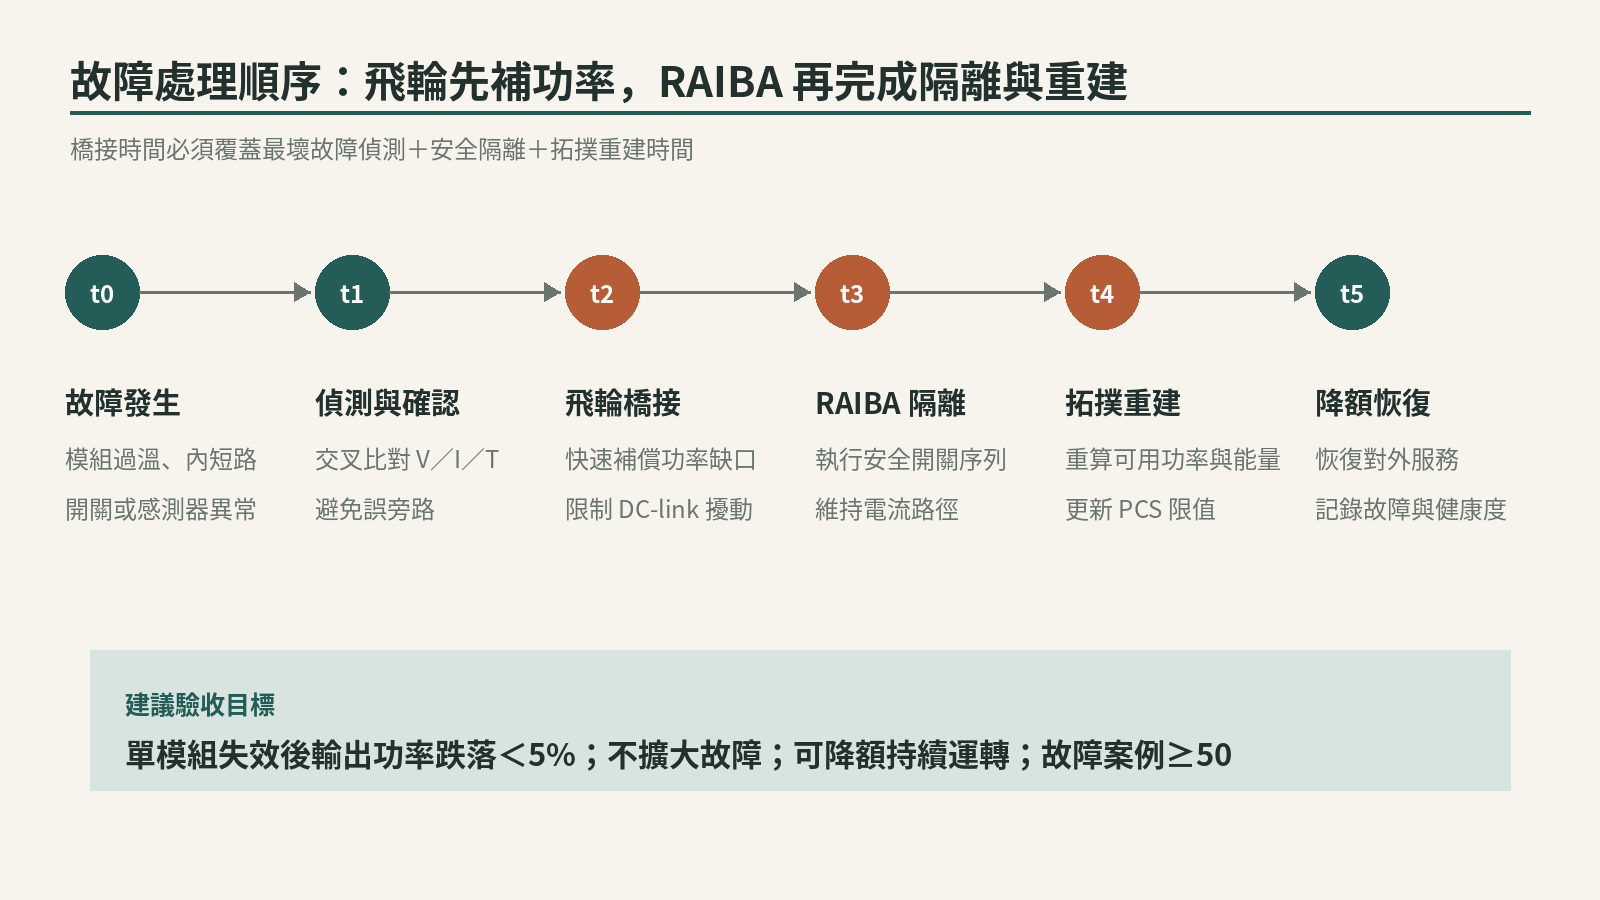 故障處理順序：飛輪先補功率，RAIBA 再完成隔離與重建
橋接時間必須覆蓋最壞故障偵測＋安全隔離＋拓撲重建時間
t0
t1
t2
t3
t4
t5
故障發生
模組過溫、內短路
開關或感測器異常
偵測與確認
交叉比對 V／I／T
避免誤旁路
飛輪橋接
快速補償功率缺口
限制 DC-link 擾動
RAIBA 隔離
執行安全開關序列
維持電流路徑
拓撲重建
重算可用功率與能量
更新 PCS 限值
降額恢復
恢復對外服務
記錄故障與健康度
建議驗收目標
單模組失效後輸出功率跌落＜5%；不擴大故障；可降額持續運轉；故障案例≥50